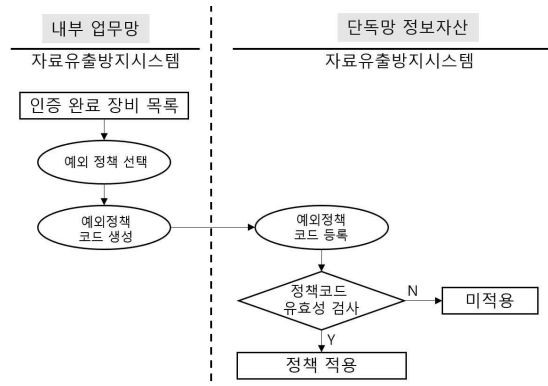 내부 업무망
단독망 정보자산
자료유출방지시스템
자료유출방지시스템
인증 완료 장비 목록
예외 정책 선택
예외정책
코드 생성
예외정책
코드 등록
정책코드
유효성 검사
N
미적용
Y
정책 적용